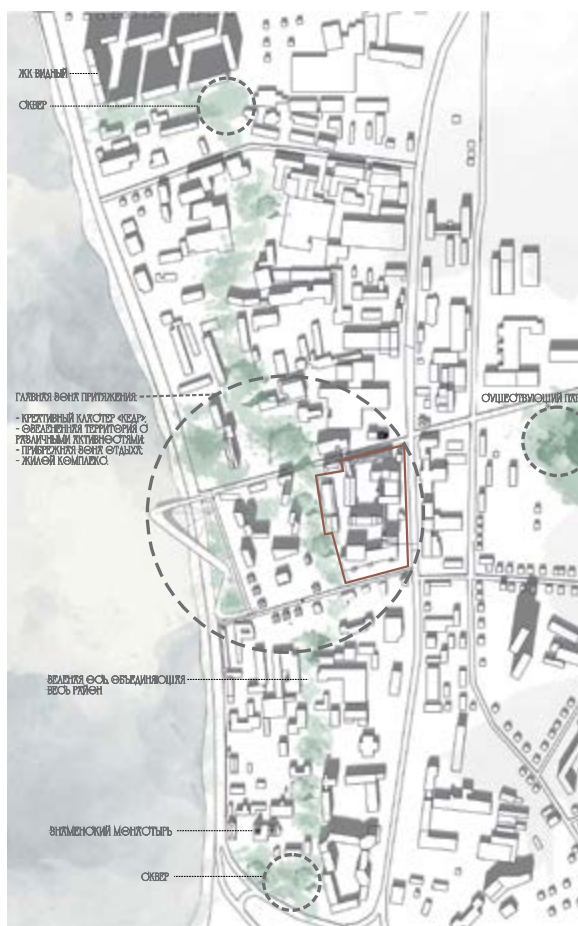 ЖК ВИДНЫЙ
СКВЕР
ГЛАВНАЯ ЗОНА ПРИТЯЖЕНИЯ:
- КРЕАТИВНЫЙ КЛАСТЕР «КЕДР»;
- ОЗЕЛЕНЕННАЯ ТЕРРИТОРИЯ С
РАЗЛИЧНЫМИ АКТИВНОСТЯМИ;
- ПРИБРЕЖНАЯ ЗОНА ОТДЫХА;
- ЖИЛОЙ КОМПЛЕКС.
СУЩЕСТВУЮЩИЙ ПАР
ЗЕЛЕНАЯ ОСЬ, ОБЪЕДИНЯЮЩАЯ
ВЕСЬ РАЙОН
ЗНАМЕНСКИЙ МОНАСТЫРЬ
СКВЕР